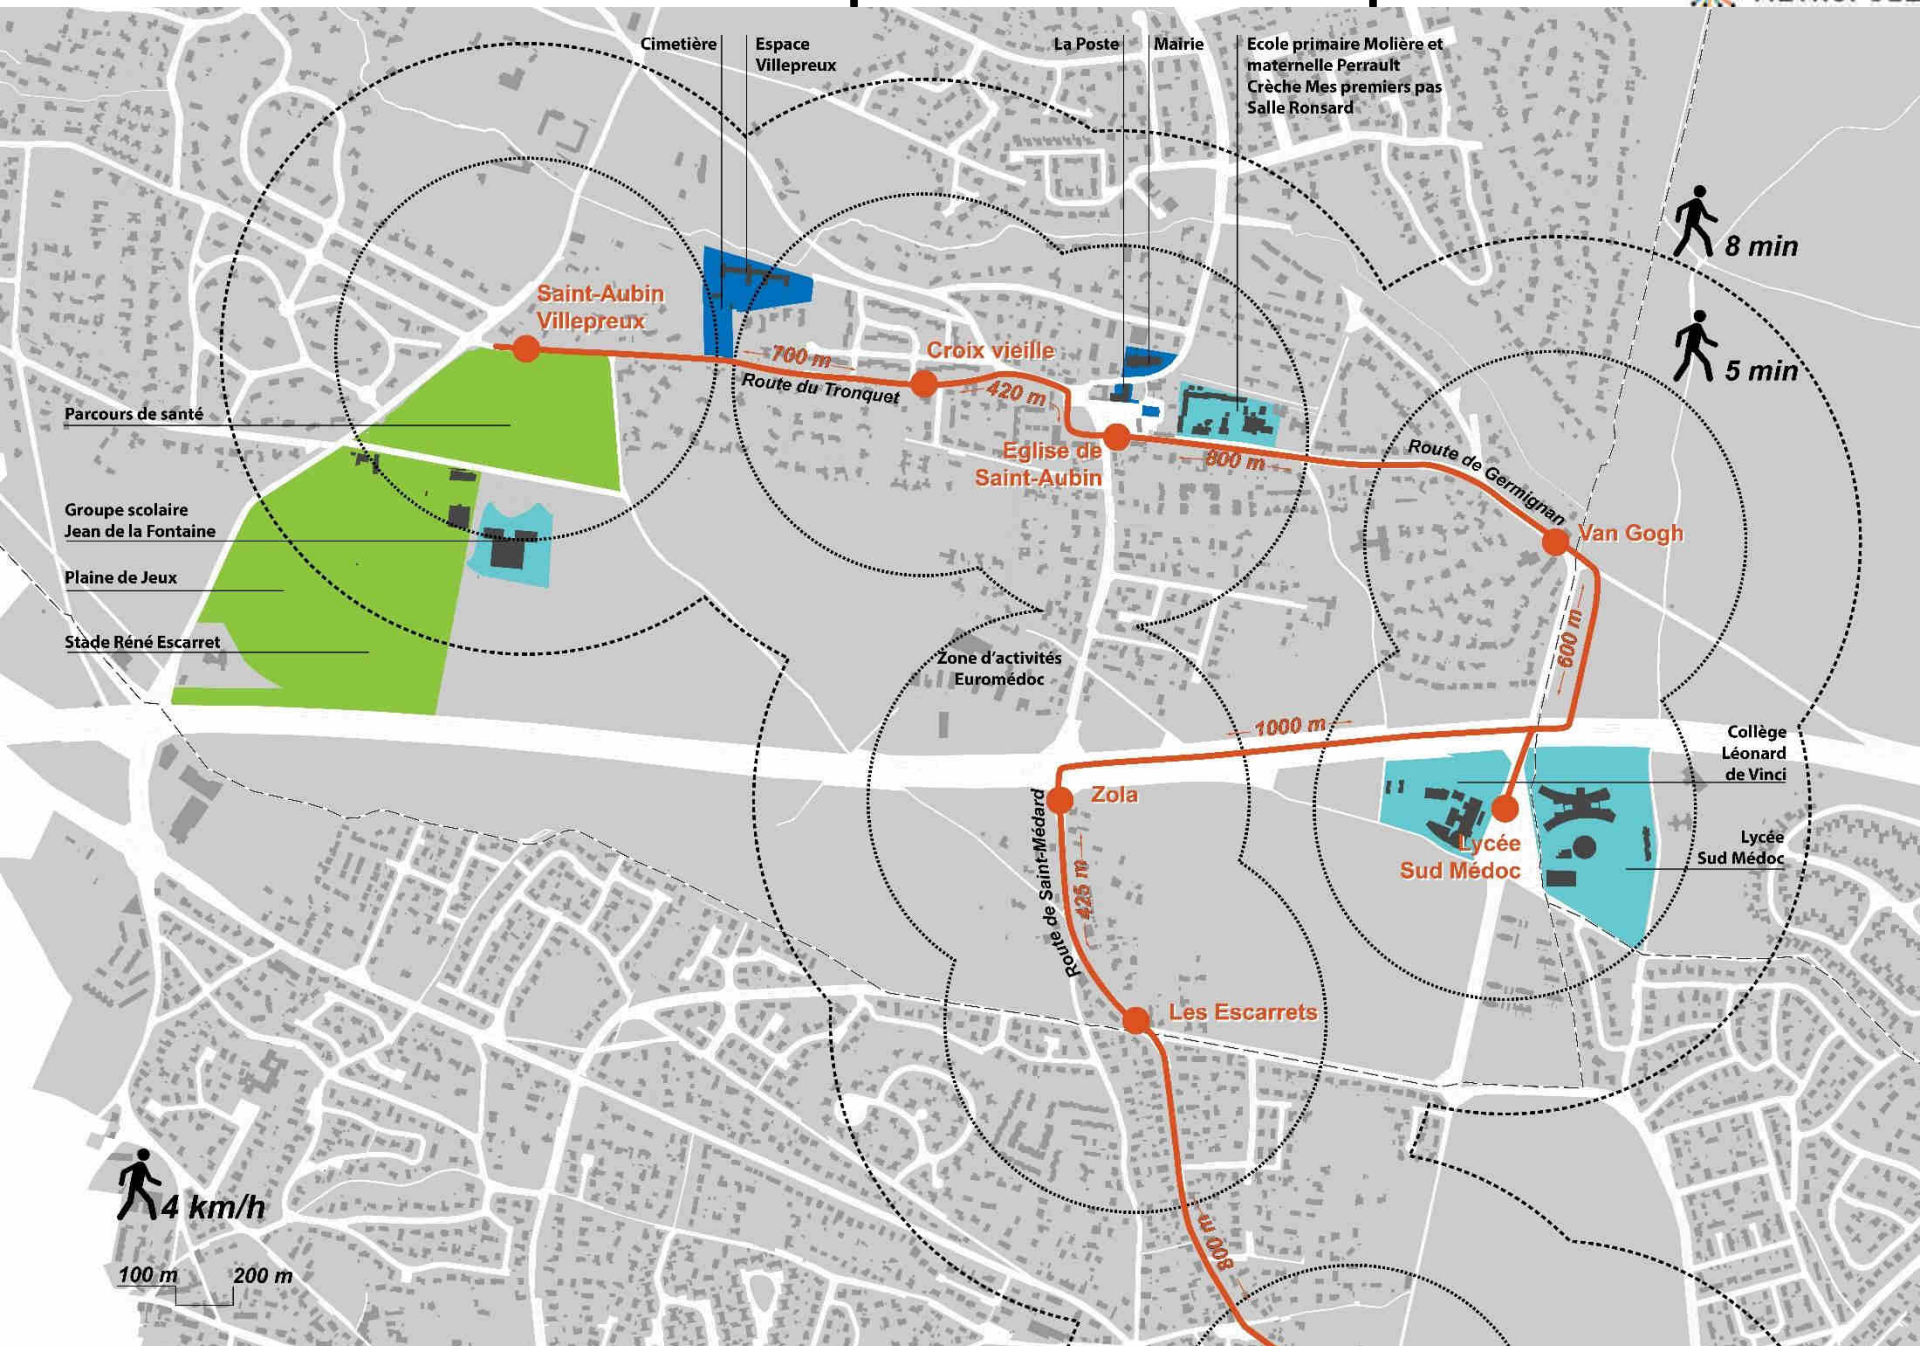 Cimetière
Espace
Villepreux
La Poste
Mairie
Ecole primaire Molière et
maternelle Perrault
Crèche Mes premiers pas
Salle Ronsard
8 min
5 min
Saint-Aubin
Villepreux
700 m
Route du Tronquet
Croix vieille
420 m
Eglise de
Saint-Aubin
800 m
Route de Germignan
Van Gogh
600 m
Parcours de santé
Groupe scolaire
Jean de la Fontaine
Plaine de Jeux
Stade Réné Escarret
Zone d'activités
Euromédoc
1000 m
Collège
Léonard
de Vinci
Zola
Lycée
Sud Médoc
Lycée
Sud Médoc
Route de Saint-Médard
425 m
Les Escarrets
800 m
4 km/h
100 m
200 m